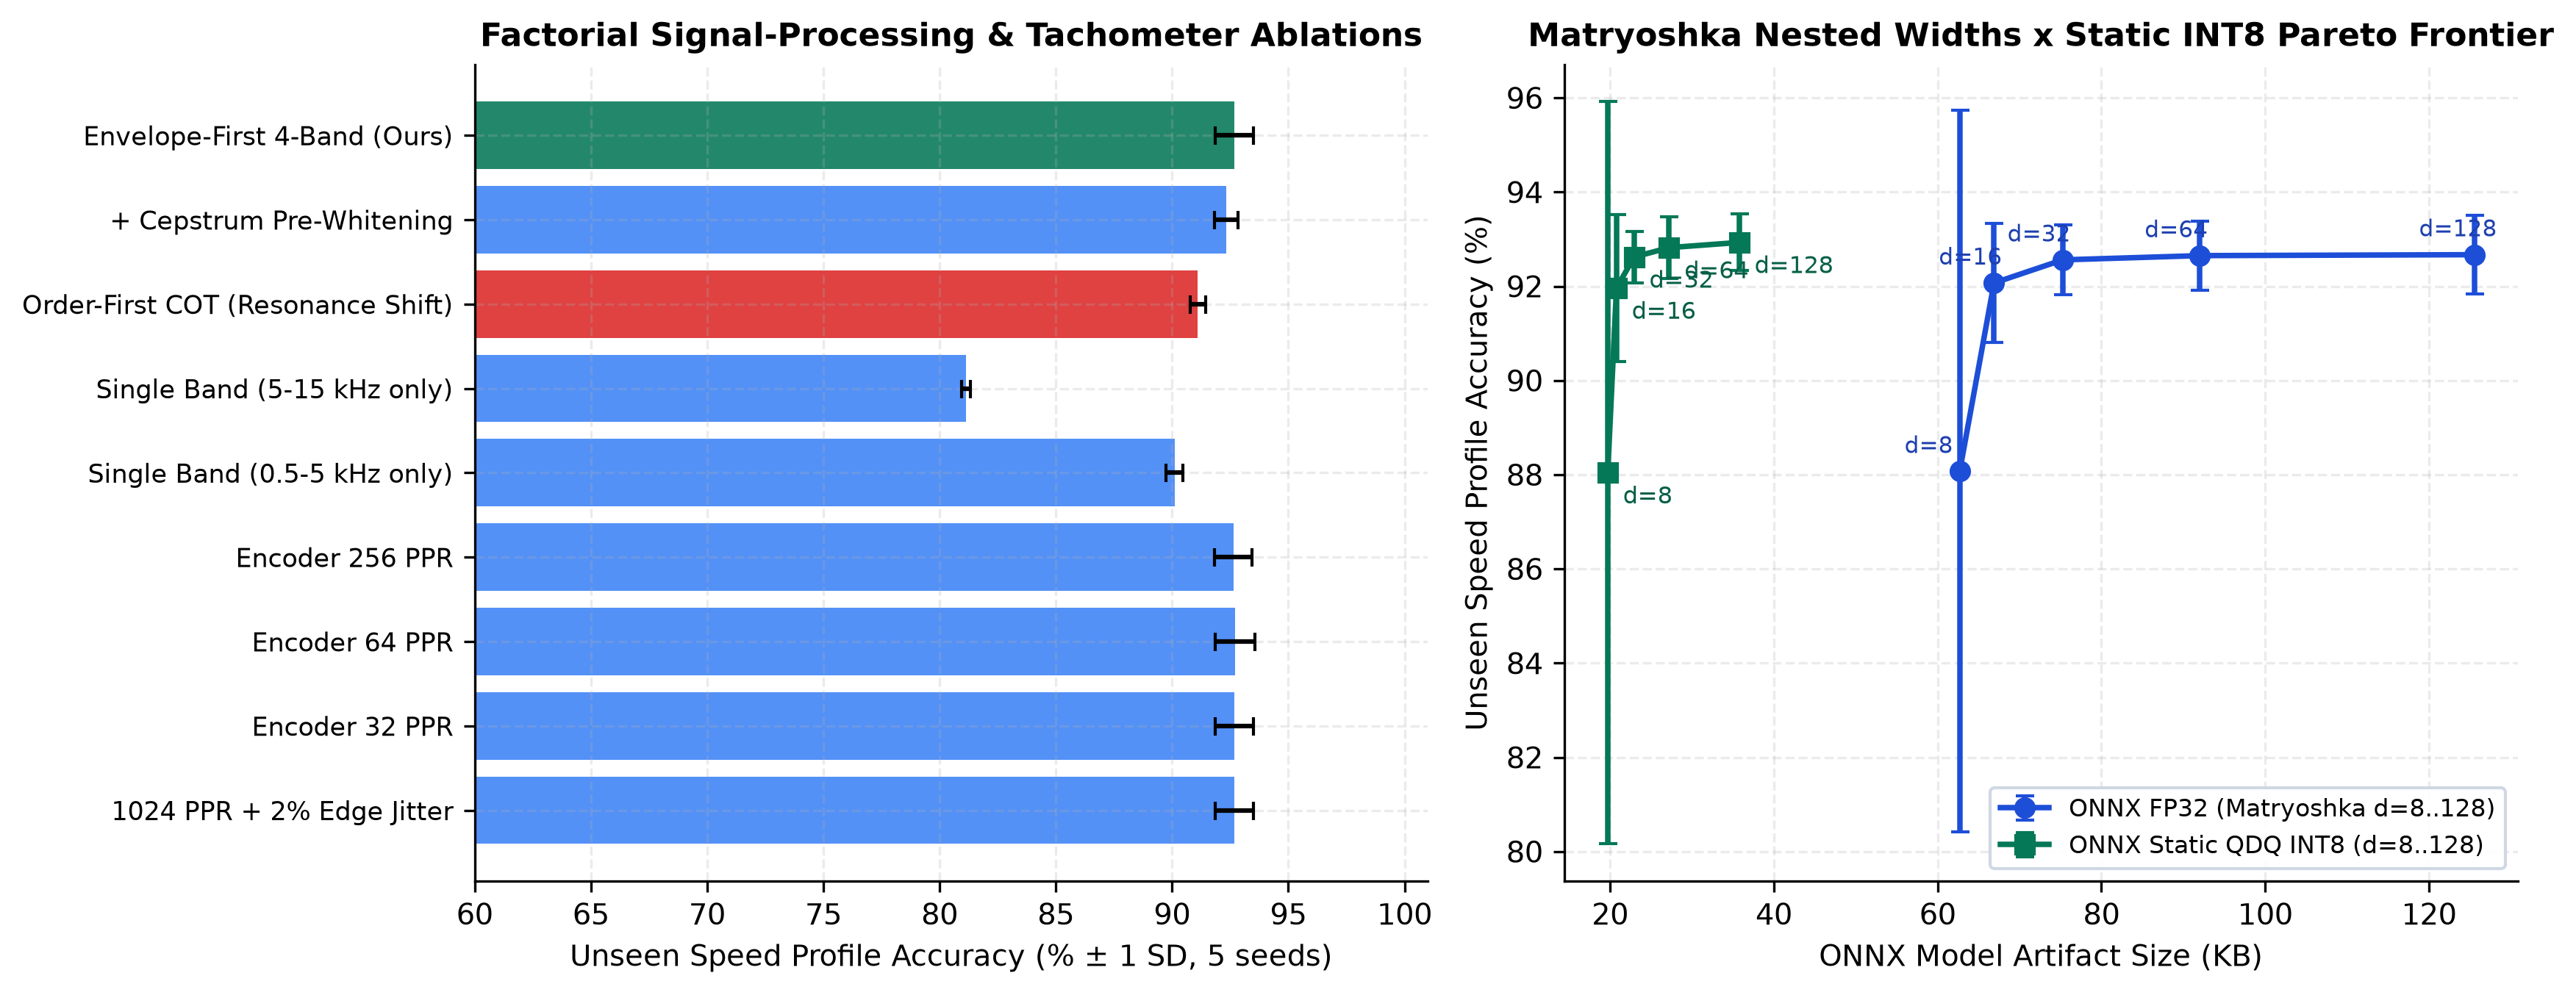 Factorial Signal-Processing & Tachometer Ablations
Envelope-First 4-Band (Ours)
+ Cepstrum Pre-Whitening
Order-First COT (Resonance Shift)
Single Band (5-15 kHz only)
Single Band (0.5-5 kHz only)
Encoder 256 PPR
Encoder 64 PPR
Encoder 32 PPR
1024 PPR + 2% Edge Jitter
60 65 70 75 80 85 90 95 100
Unseen Speed Profile Accuracy (% ± 1 SD, 5 seeds)
Matryoshka Nested Widths x Static INT8 Pareto Frontier
Unseen Speed Profile Accuracy (%)
96
94
92
90
88
86
84
82
80
d=8
d=16
d=32
d=64
d=128
d=8
d=16
d=32
d=64
d=128
ONNX FP32 (Matryoshka d=8..128)
ONNX Static QDQ INT8 (d=8..128)
20 40 60 80 100 120
ONNX Model Artifact Size (KB)